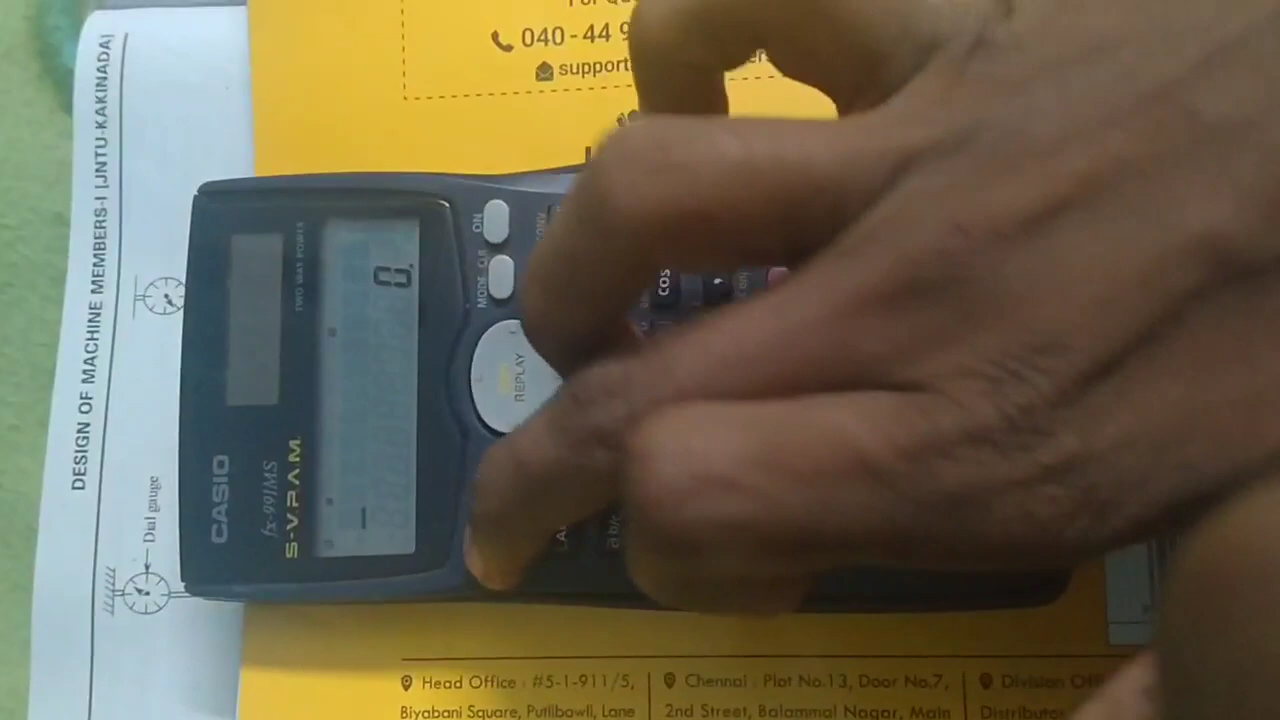 DESIGN OF MACHINE MEMBERS-I [JNTU-KAKINADA]
Dial gauge
CASIO
fx-991MS
S-V.P.A.M.
TWO WAY POWER
0.
ON
MODE CLR
REPLAY
cos
,
040-44 9
support
Head Office : #5-1-911/5,
Biyabani Square, Putlibawli, Lane
Chennai : Plot No.13, Door No.7,
2nd Street, Balammal Nagar, Main
Division
Distributor